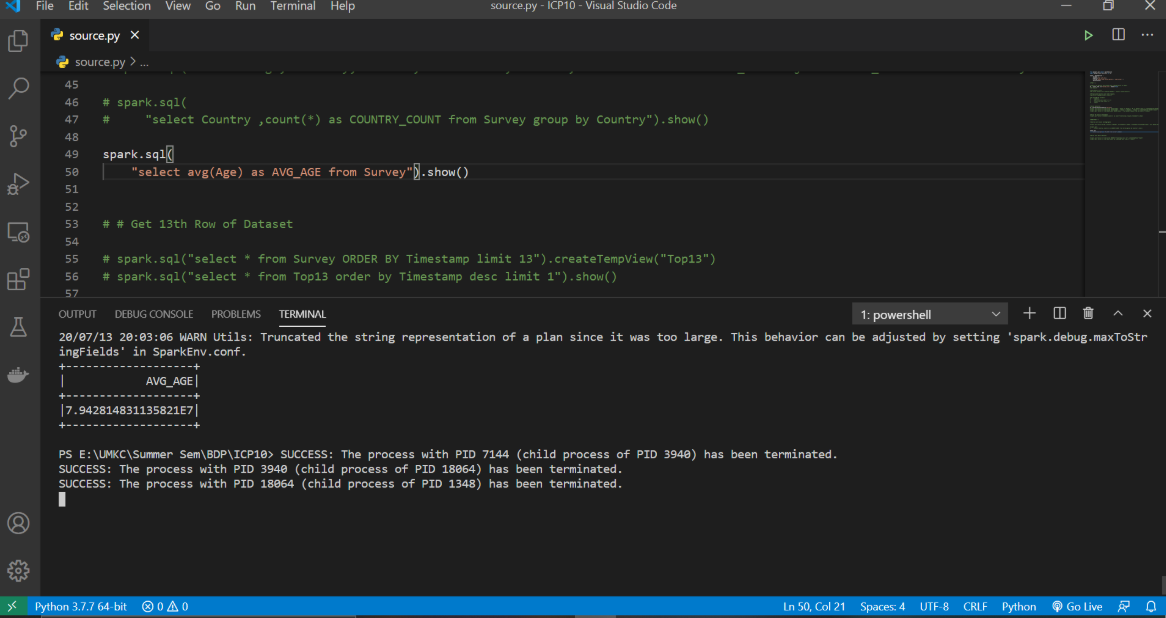 File Edit Selection View Go Run Terminal Help source.py - ICP10 - Visual Studio Code
source.py
source.py > ...
45
46 # spark.sql(
47 #     "select Country ,count(*) as COUNTRY_COUNT from Survey group by Country").show()
48
49 spark.sql(
50     "select avg(Age) as AVG_AGE from Survey").show()
51
52
53 # # Get 13th Row of Dataset
54
55 # spark.sql("select * from Survey ORDER BY Timestamp limit 13").createTempView("Top13")
56 # spark.sql("select * from Top13 order by Timestamp desc limit 1").show()
57
OUTPUT DEBUG CONSOLE PROBLEMS TERMINAL 1: powershell
20/07/13 20:03:06 WARN Utils: Truncated the string representation of a plan since it was too large. This behavior can be adjusted by setting 'spark.debug.maxToStr
ingFields' in SparkEnv.conf.
+-------------------+
|            AVG_AGE|
+-------------------+
|7.942814831135821E7|
+-------------------+
PS E:\UMKC\Summer Sem\BDP\ICP10> SUCCESS: The process with PID 7144 (child process of PID 3940) has been terminated.
SUCCESS: The process with PID 3940 (child process of PID 18064) has been terminated.
SUCCESS: The process with PID 18064 (child process of PID 1348) has been terminated.
Python 3.7.7 64-bit 0 0 Ln 50, Col 21 Spaces: 4 UTF-8 CRLF Python Go Live